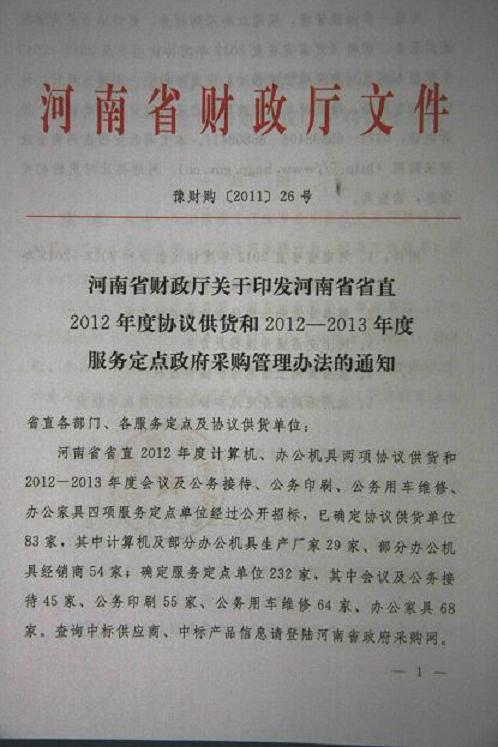 河南省财政厅文件
豫财购〔2011〕26号
河南省财政厅关于印发河南省省直
2012年度协议供货和2012—2013年度
服务定点政府采购管理办法的通知
省直各部门、各服务定点及协议供货单位：
河南省省直2012年度计算机、办公机具两项协议供货和
2012—2013年度会议及公务接待、公务印刷、公务用车维修、
办公家具四项服务定点单位经过公开招标，已确定协议供货单位
83家，其中计算机及部分办公机具生产厂家29家、部分办公机
具经销商54家；确定服务定点单位232家，其中会议及公务接
待45家、公务印刷55家、公务用车维修64家、办公家具68
家。查询中标供应商、中标产品信息请登陆河南省政府采购网。
— 1 —